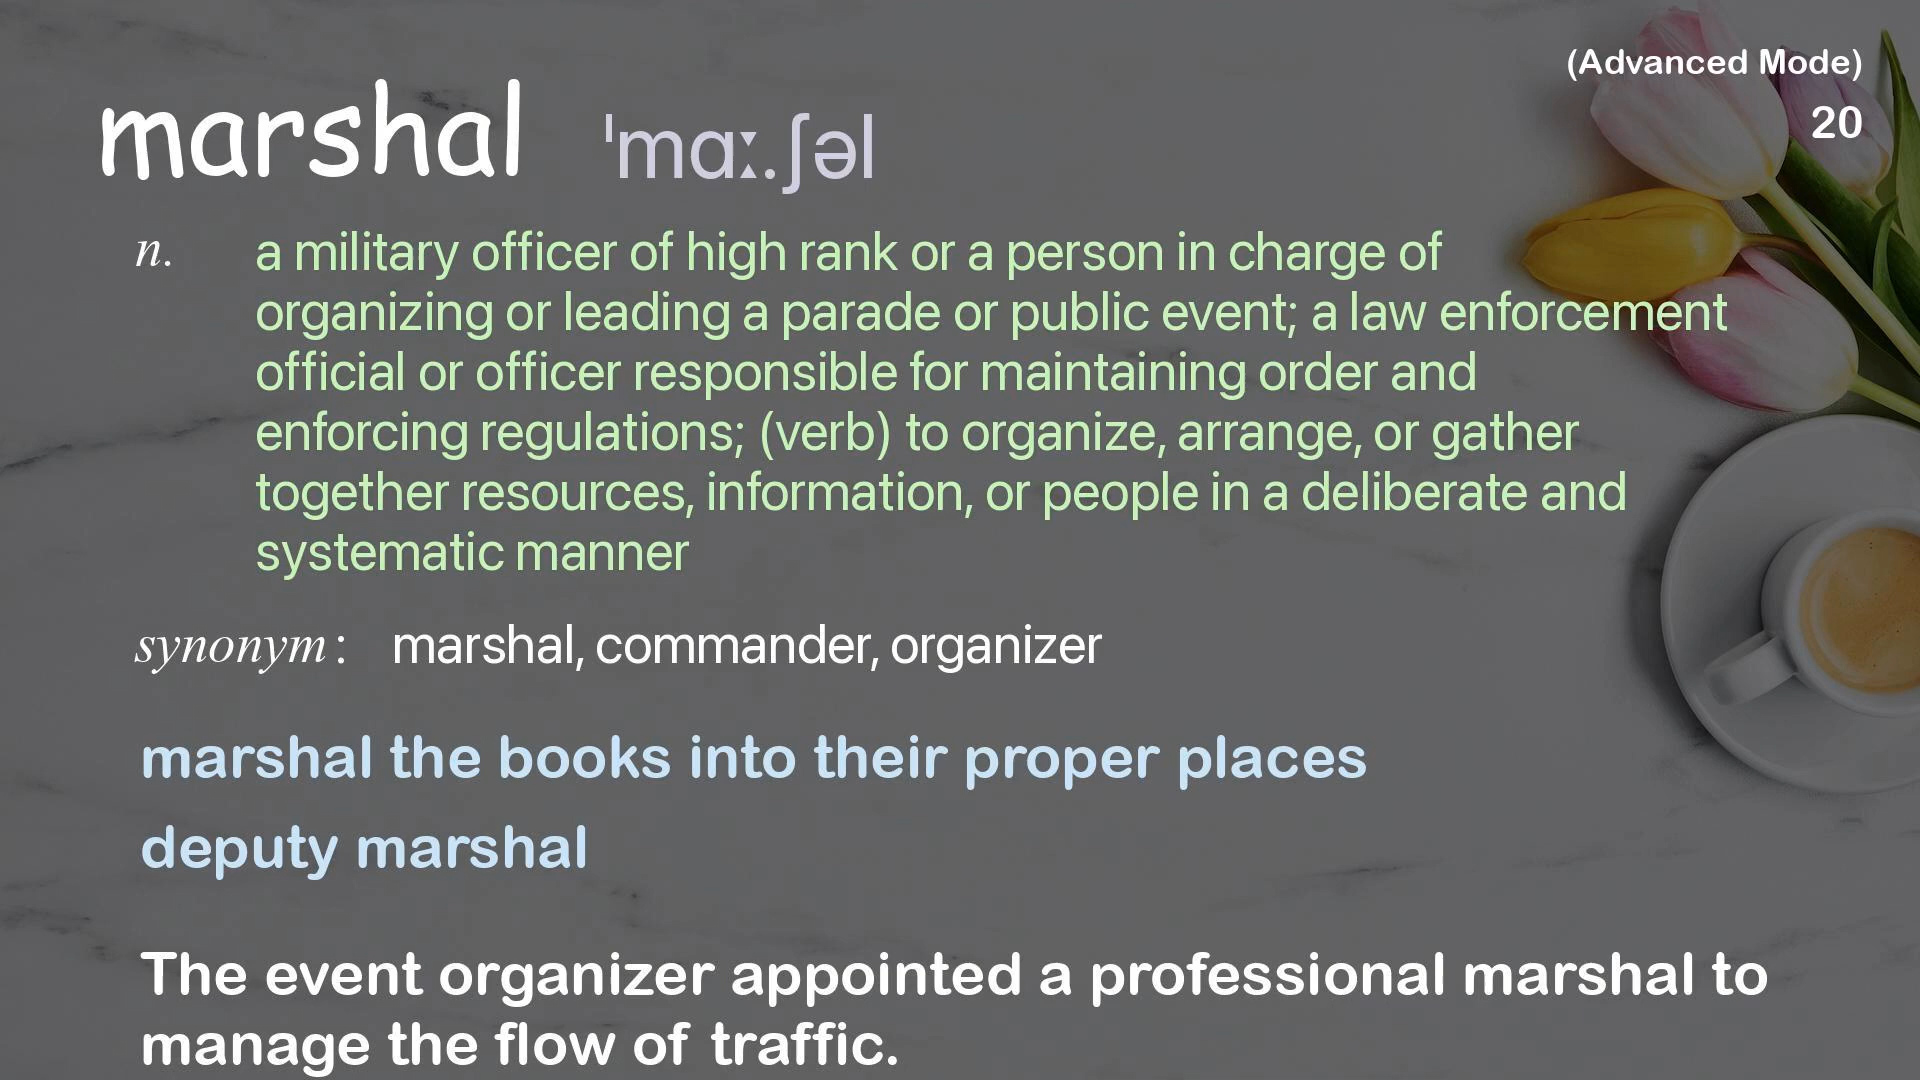 (Advanced Mode)
20
marshal ˈmɑː.ʃəl
n. a military officer of high rank or a person in charge of
organizing or leading a parade or public event; a law enforcement
official or officer responsible for maintaining order and
enforcing regulations; (verb) to organize, arrange, or gather
together resources, information, or people in a deliberate and
systematic manner
synonym: marshal, commander, organizer
marshal the books into their proper places
deputy marshal
The event organizer appointed a professional marshal to
manage the flow of traffic.